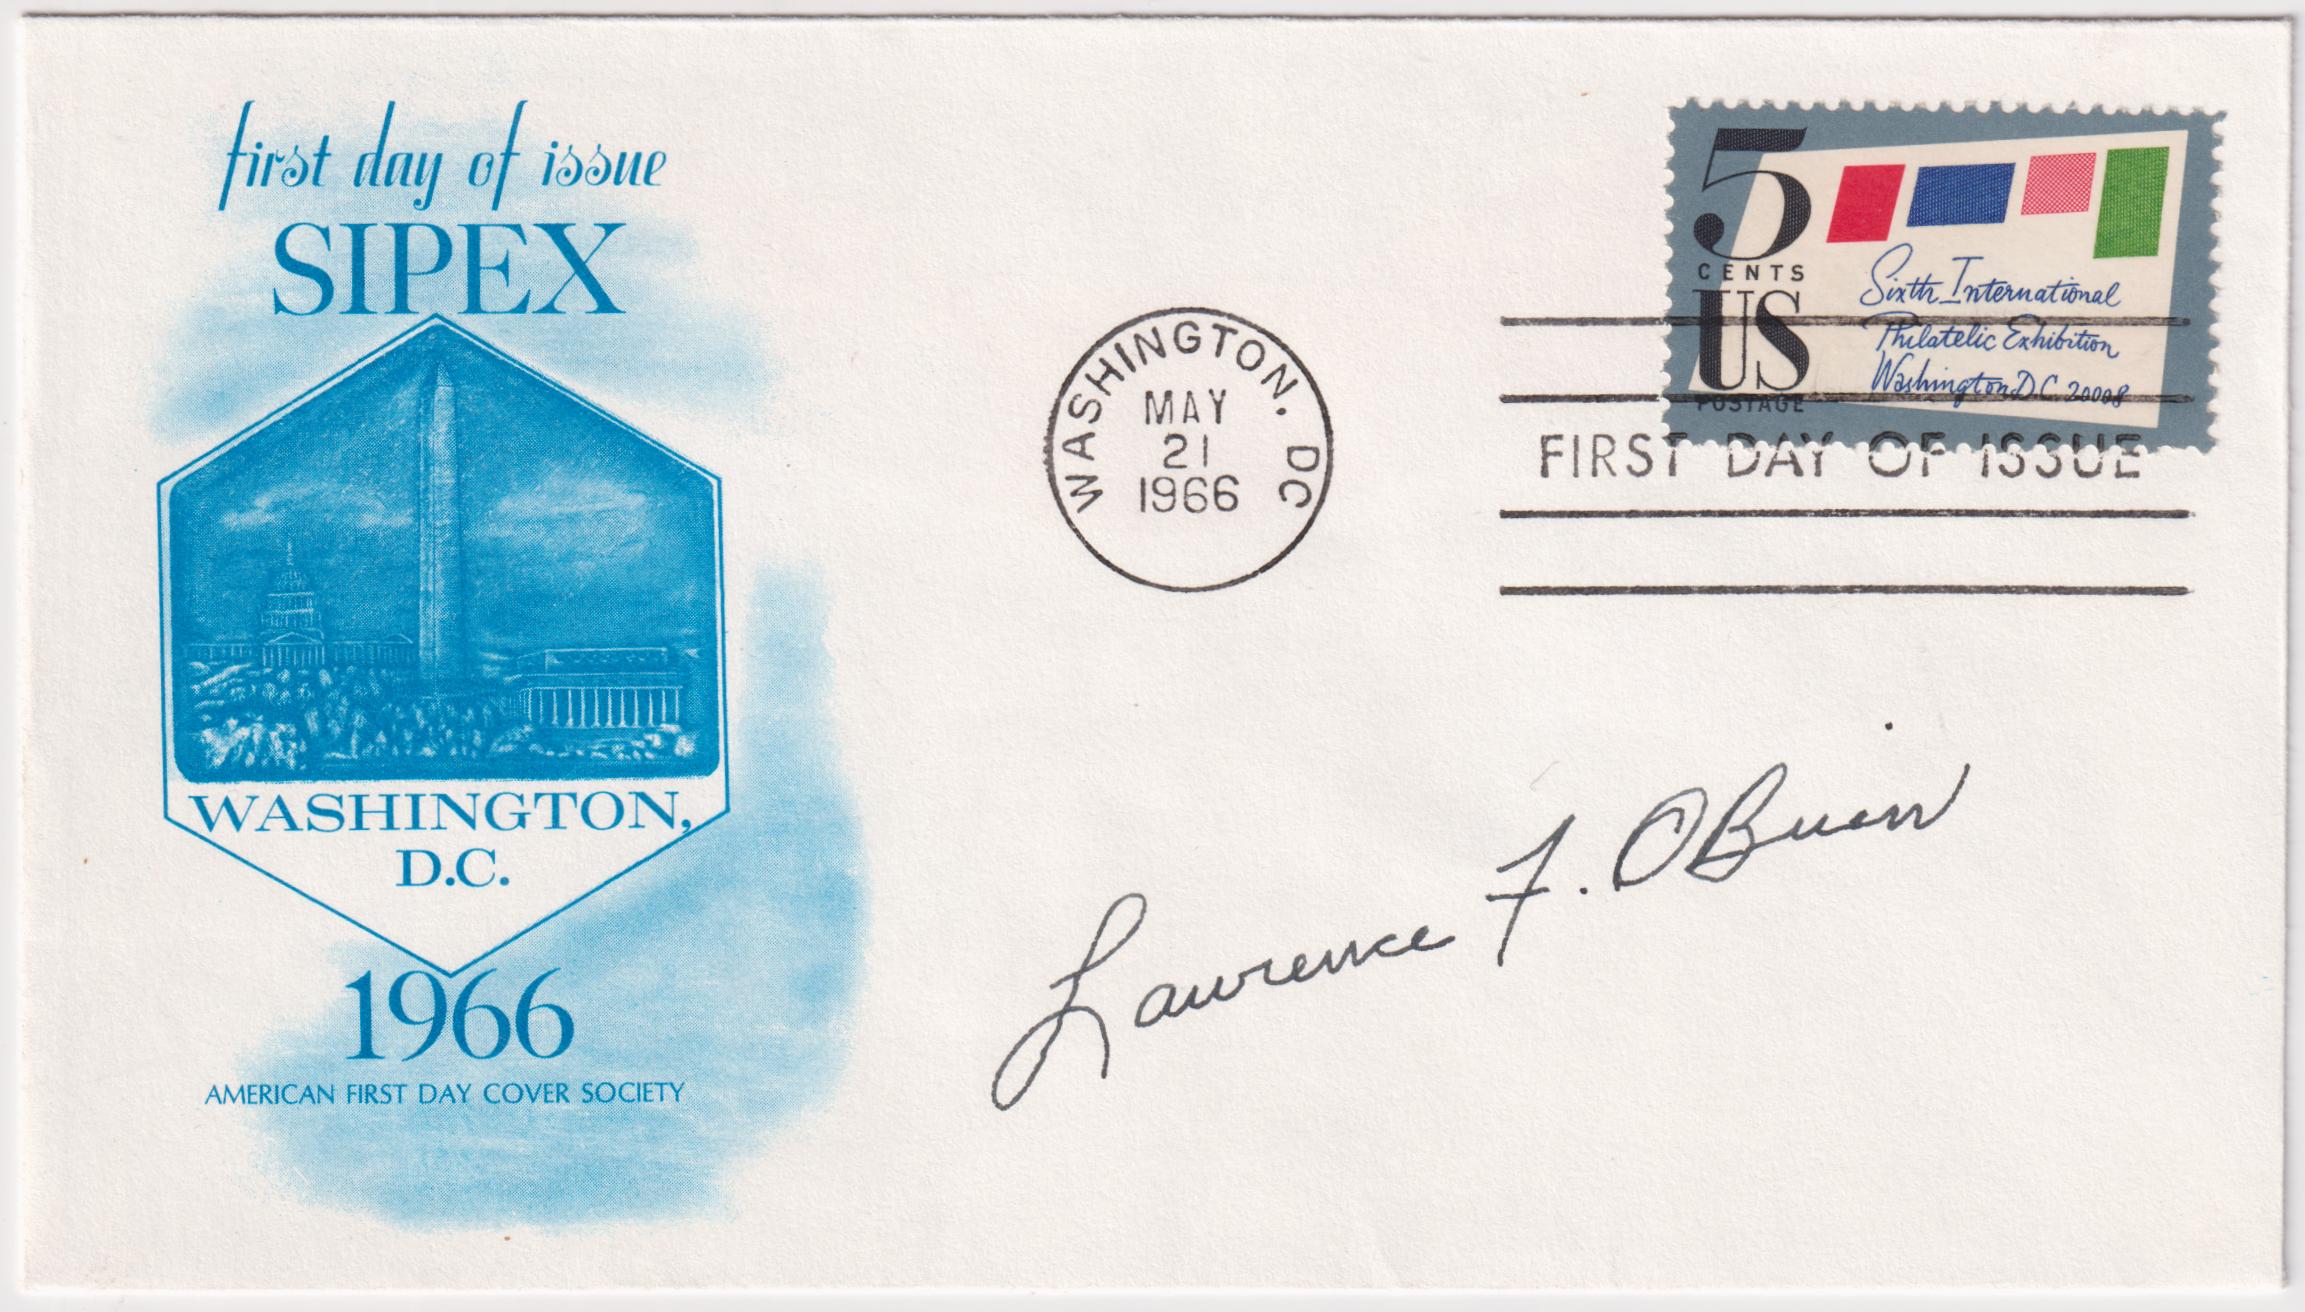 first day of issue
SIPEX
WASHINGTON,
D.C.
1966
AMERICAN FIRST DAY COVER SOCIETY
WASHINGTON, DC
MAY
21
1966
5
CENTS
US
POSTAGE
Sixth International
Philatelic Exhibition
Washington D.C. 20008
FIRST DAY OF ISSUE
Lawrence F. O'Brien